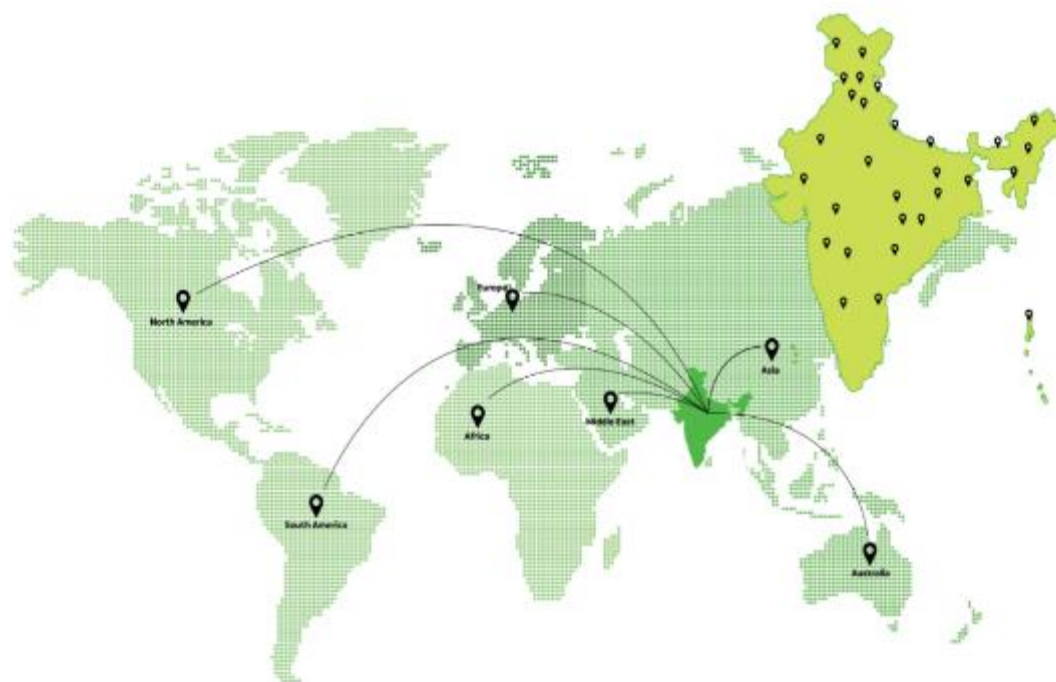 Europe
North America
Asia
Middle East
Africa
South America
Australia